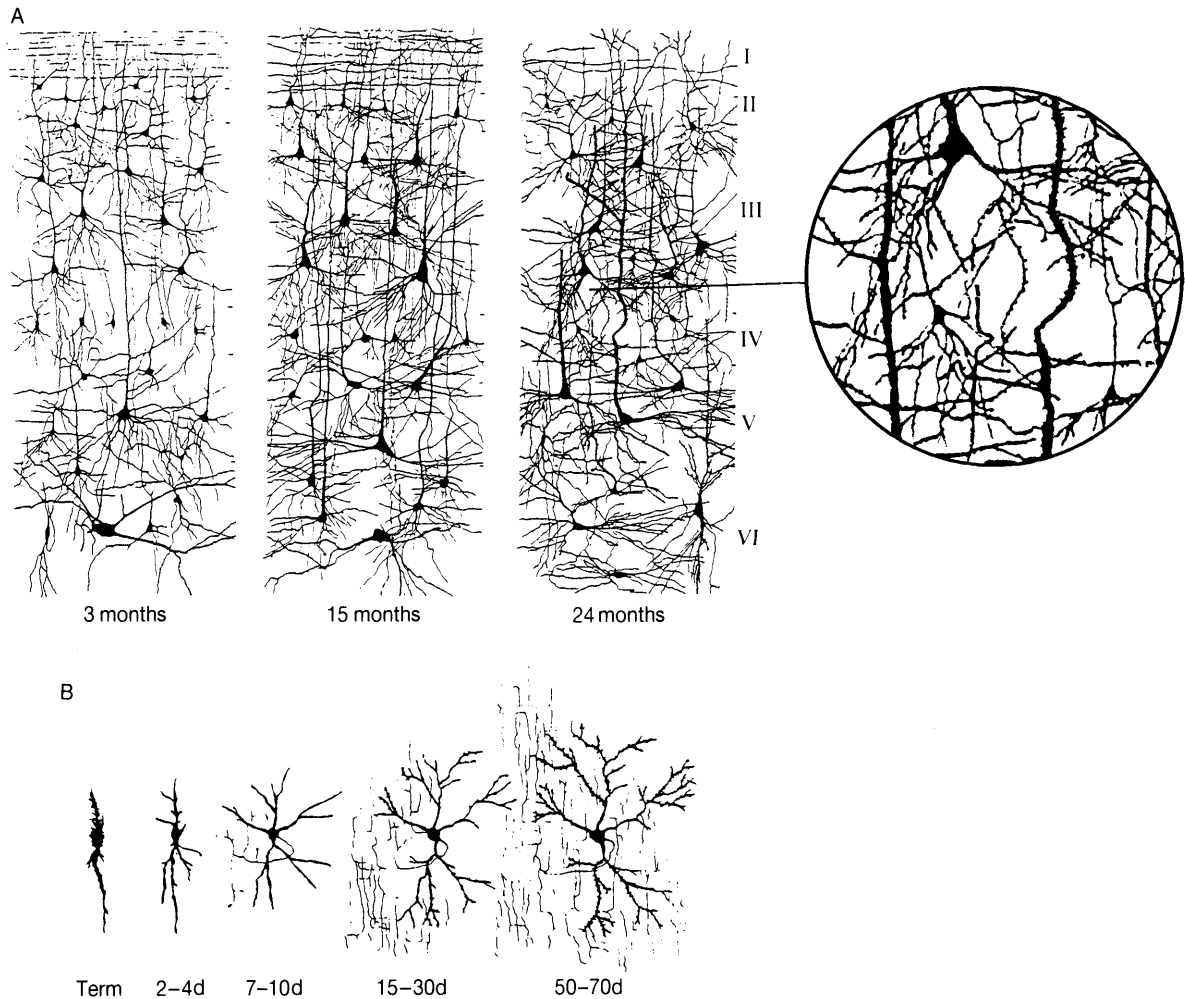 A
I
II
III
IV
V
VI
3 months
15 months
24 months
B
Term
2–4d
7–10d
15–30d
50–70d